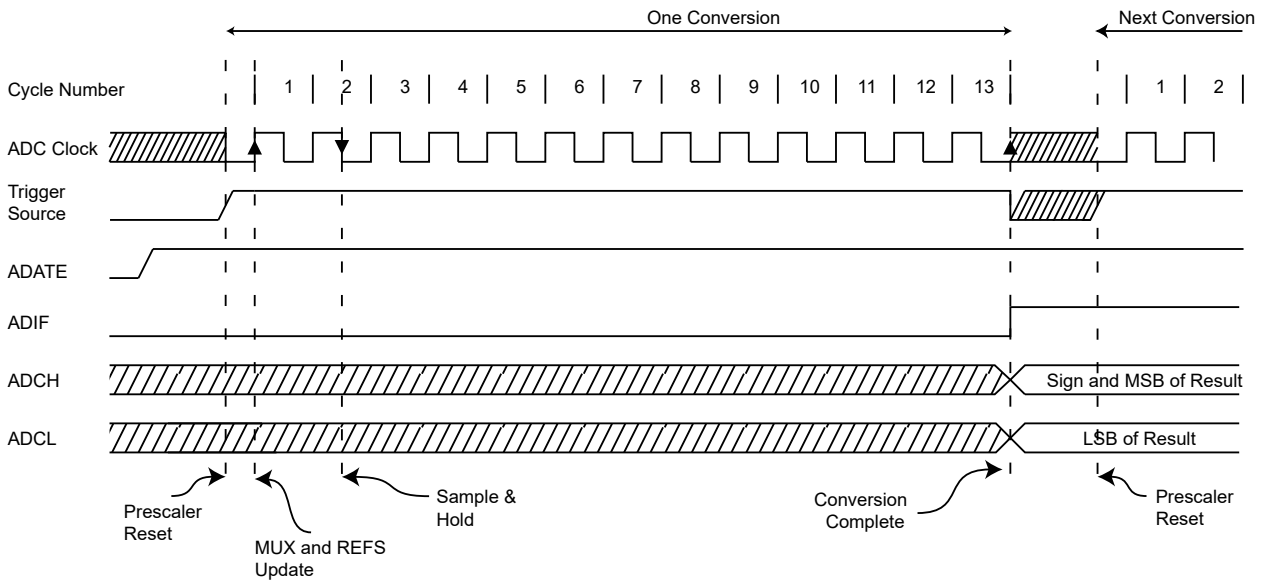 One Conversion
Next Conversion
Cycle Number
1 2 3 4 5 6 7 8 9 10 11 12 13 1 2
ADC Clock
Trigger
Source
ADATE
ADIF
ADCH
Sign and MSB of Result
ADCL
LSB of Result
Prescaler
Reset
MUX and REFS
Update
Sample &
Hold
Conversion
Complete
Prescaler
Reset